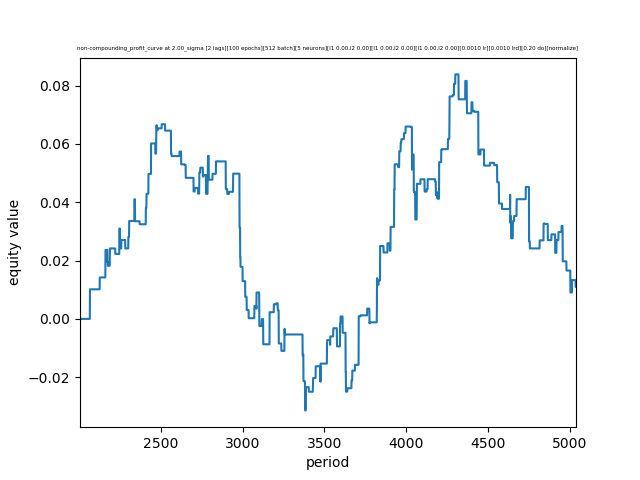 non-compounding_profit_curve at 2.00_sigma [2 lags][100 epochs][512 batch][5 neurons][l1 0.00,l2 0.00][l1 0.00,l2 0.00][l1 0.00,l2 0.00][0.0010 lr][0.0010 lrd][0.20 do][normalize]
0.08
0.06
0.04
0.02
0.00
−0.02
equity value
2500 3000 3500 4000 4500 5000
period